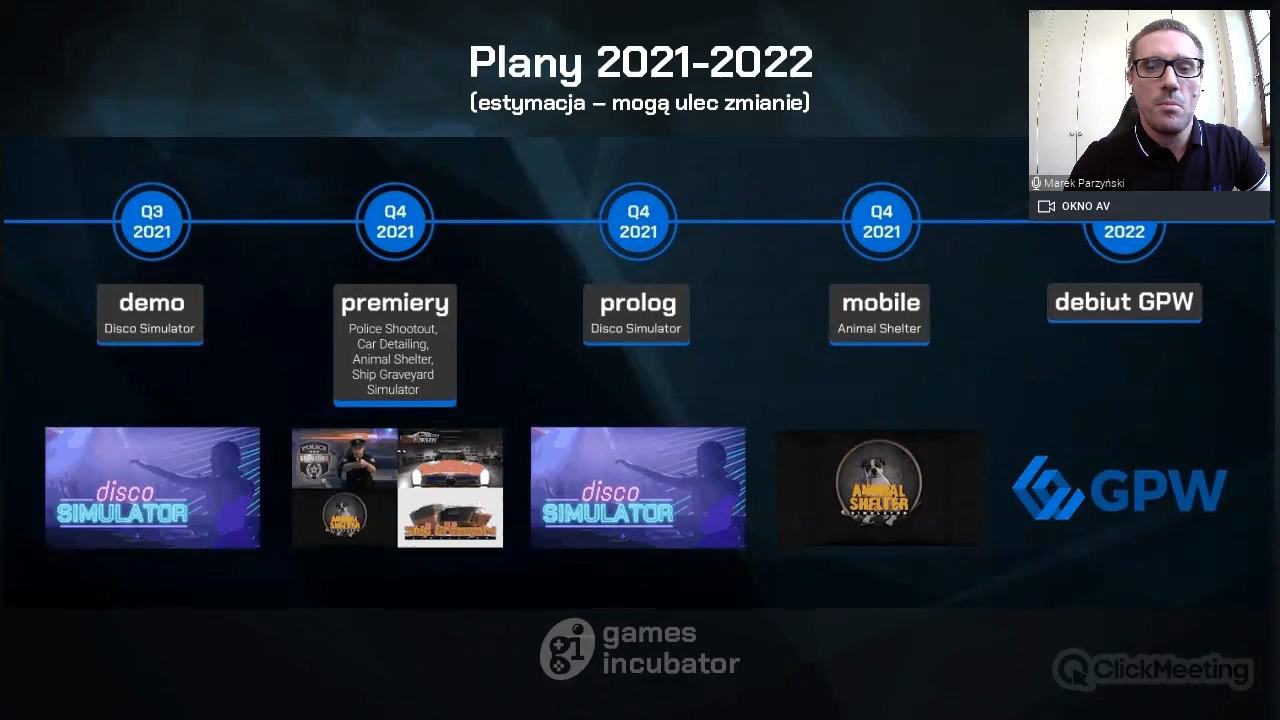 Plany 2021-2022
(estymacja – mogą ulec zmianie)
Marek Parzyński
OKNO AV
Q3
2021
Q4
2021
Q4
2021
Q4
2021
2022
demo
Disco Simulator
premiery
Police Shootout,
Car Detailing,
Animal Shelter,
Ship Graveyard
Simulator
prolog
Disco Simulator
mobile
Animal Shelter
debiut GPW
disco
SIMULATOR
POLICE
ANIMAL
SHELTER
disco
SIMULATOR
ANIMAL
SHELTER
SIMULATOR
GPW
gi
games
incubator
ClickMeeting